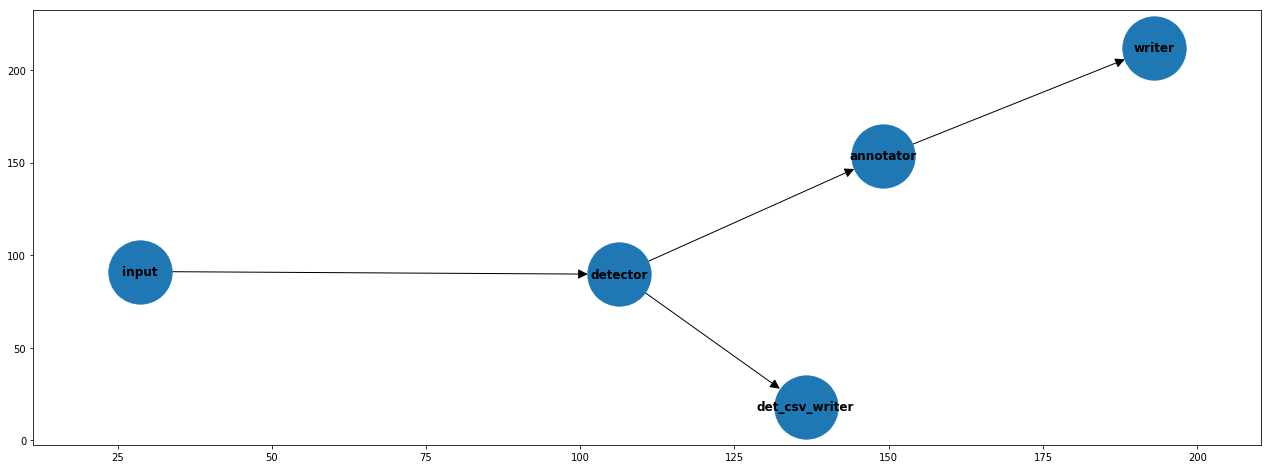 writer
200
annotator
150
100
input
detector
50
det_csv_writer
0
25 50 75 100 125 150 175 200